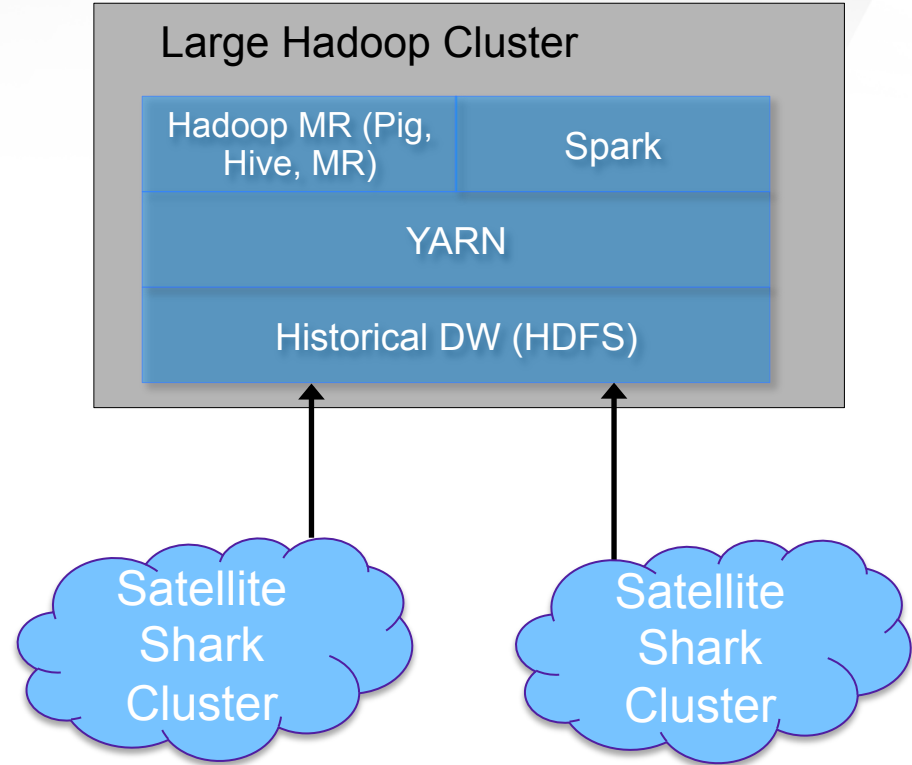 Large Hadoop Cluster
Hadoop MR (Pig,
Hive, MR)
Spark
YARN
Historical DW (HDFS)
Satellite
Shark
Cluster
Satellite
Shark
Cluster